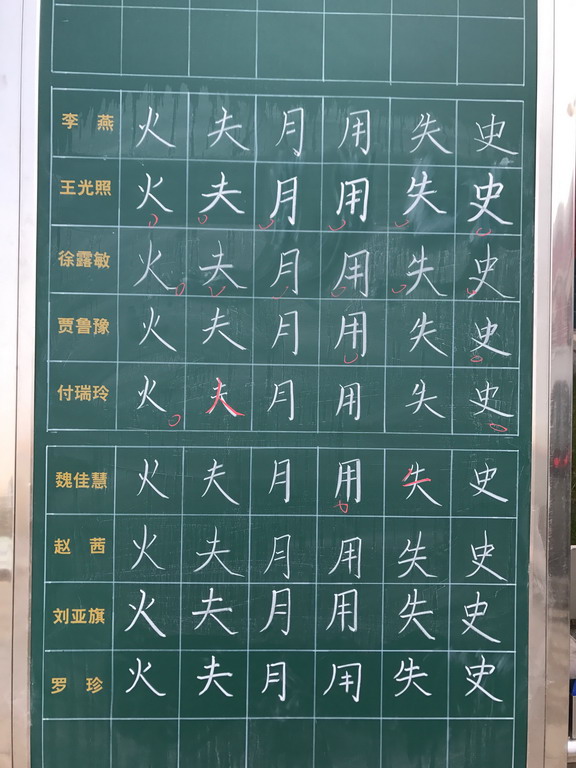 李 燕 火 夫 月 用 失 史
王光照 火 夫 月 用 失 史
徐露敏 火 夫 月 用 失 史
贾鲁豫 火 夫 月 用 失 史
付瑞玲 火 夫 月 用 失 史
魏佳慧 火 夫 月 用 失 史
赵 茜 火 夫 月 用 失 史
刘亚旗 火 夫 月 用 失 史
罗 珍 火 夫 月 用 失 史